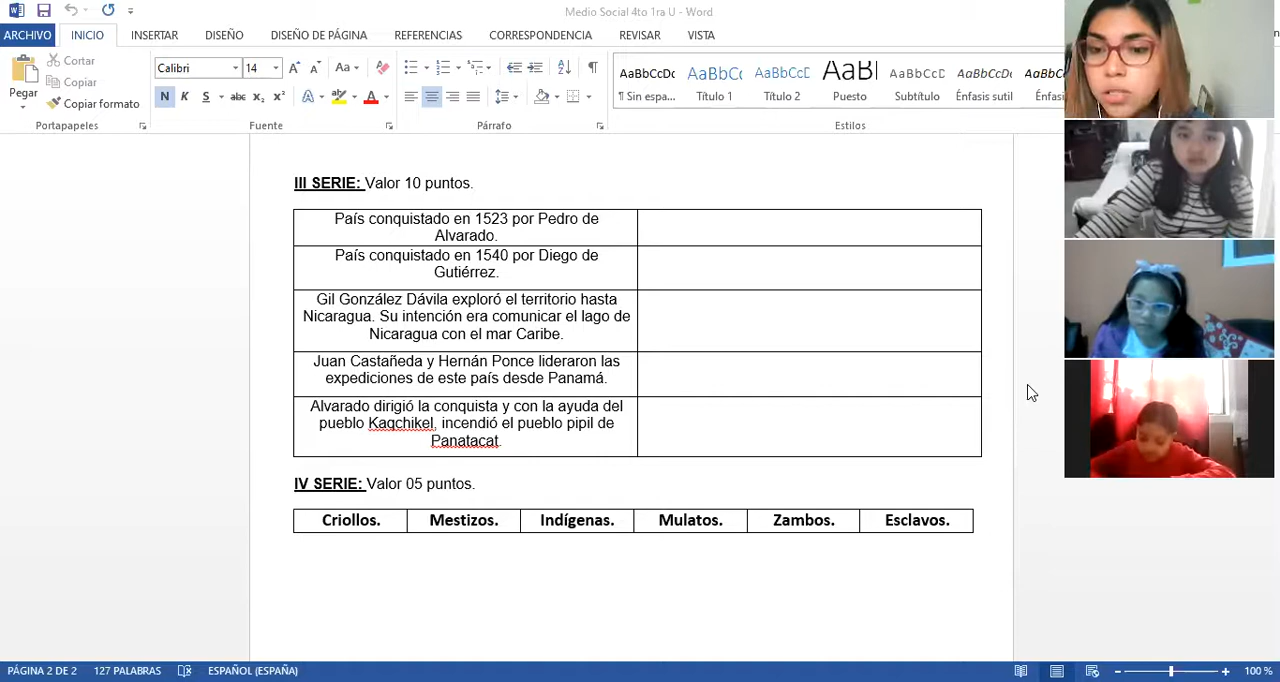 Medio Social 4to 1ra U - Word
ARCHIVO INICIO INSERTAR DISEÑO DISEÑO DE PÁGINA REFERENCIAS CORRESPONDENCIA REVISAR VISTA
Pegar
Cortar
Copiar
Copiar formato
Portapapeles
Calibri 14 Aa
N K S abc x₂ x² A A
Fuente
Párrafo
AaBbCcDc AaBbCc AaBbCcD AaBl AaBbCcD AaBbCcDc AaBbCc
¶ Sin espa... Título 1 Título 2 Puesto Subtítulo Énfasis sutil Énfa
Estilos
III SERIE: Valor 10 puntos.
País conquistado en 1523 por Pedro de
Alvarado.
País conquistado en 1540 por Diego de
Gutiérrez.
Gil González Dávila exploró el territorio hasta
Nicaragua. Su intención era comunicar el lago de
Nicaragua con el mar Caribe.
Juan Castañeda y Hernán Ponce lideraron las
expediciones de este país desde Panamá.
Alvarado dirigió la conquista y con la ayuda del
pueblo Kaqchikel, incendió el pueblo pipil de
Panatacat.
IV SERIE: Valor 05 puntos.
Criollos. Mestizos. Indígenas. Mulatos. Zambos. Esclavos.
PÁGINA 2 DE 2 127 PALABRAS ESPAÑOL (ESPAÑA) 100 %